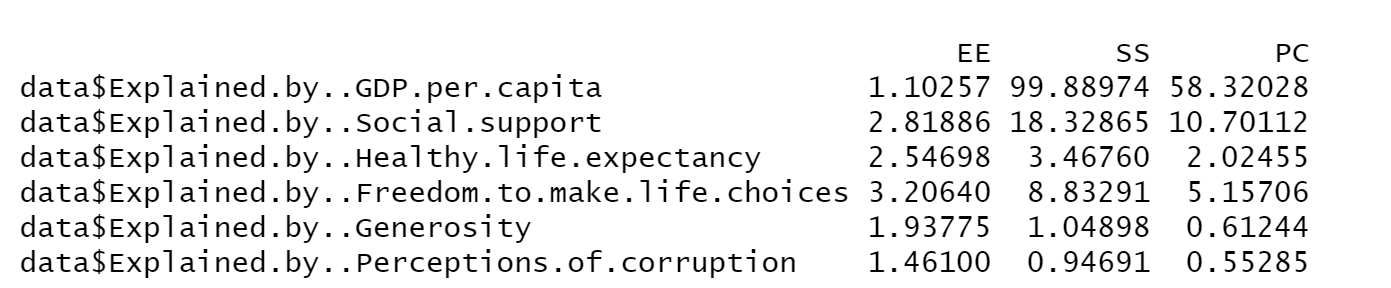 EE SS PC
data$Explained.by..GDP.per.capita 1.10257 99.88974 58.32028
data$Explained.by..Social.support 2.81886 18.32865 10.70112
data$Explained.by..Healthy.life.expectancy 2.54698 3.46760 2.02455
data$Explained.by..Freedom.to.make.life.choices 3.20640 8.83291 5.15706
data$Explained.by..Generosity 1.93775 1.04898 0.61244
data$Explained.by..Perceptions.of.corruption 1.46100 0.94691 0.55285